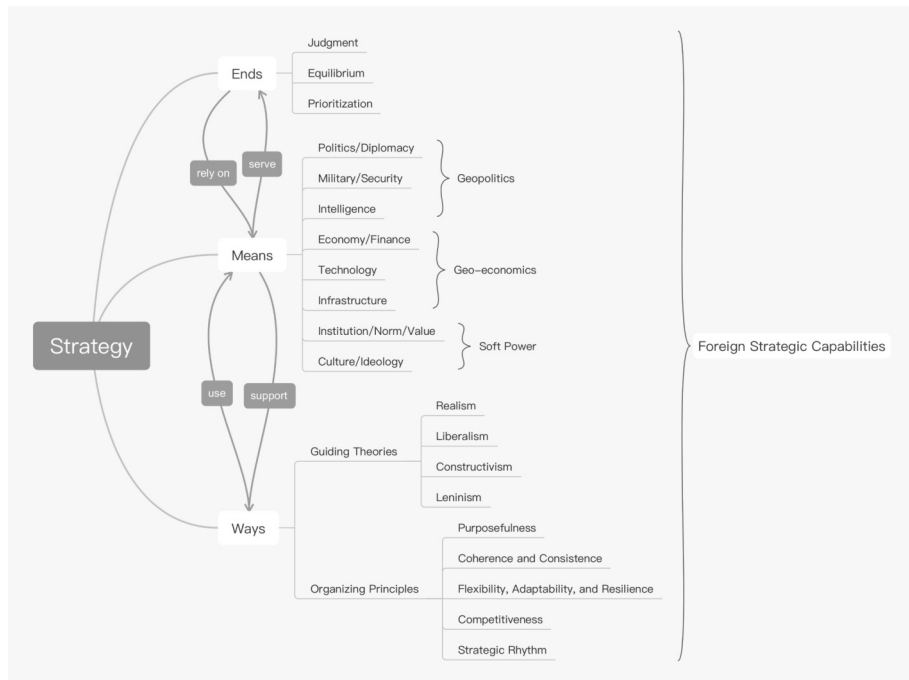 Strategy
Ends
Judgment
Equilibrium
Prioritization
rely on
serve
Means
Politics/Diplomacy
Military/Security
Intelligence
Geopolitics
Economy/Finance
Technology
Infrastructure
Geo-economics
Institution/Norm/Value
Culture/Ideology
Soft Power
use
support
Ways
Guiding Theories
Realism
Liberalism
Constructivism
Leninism
Organizing Principles
Purposefulness
Coherence and Consistence
Flexibility, Adaptability, and Resilience
Competitiveness
Strategic Rhythm
Foreign Strategic Capabilities